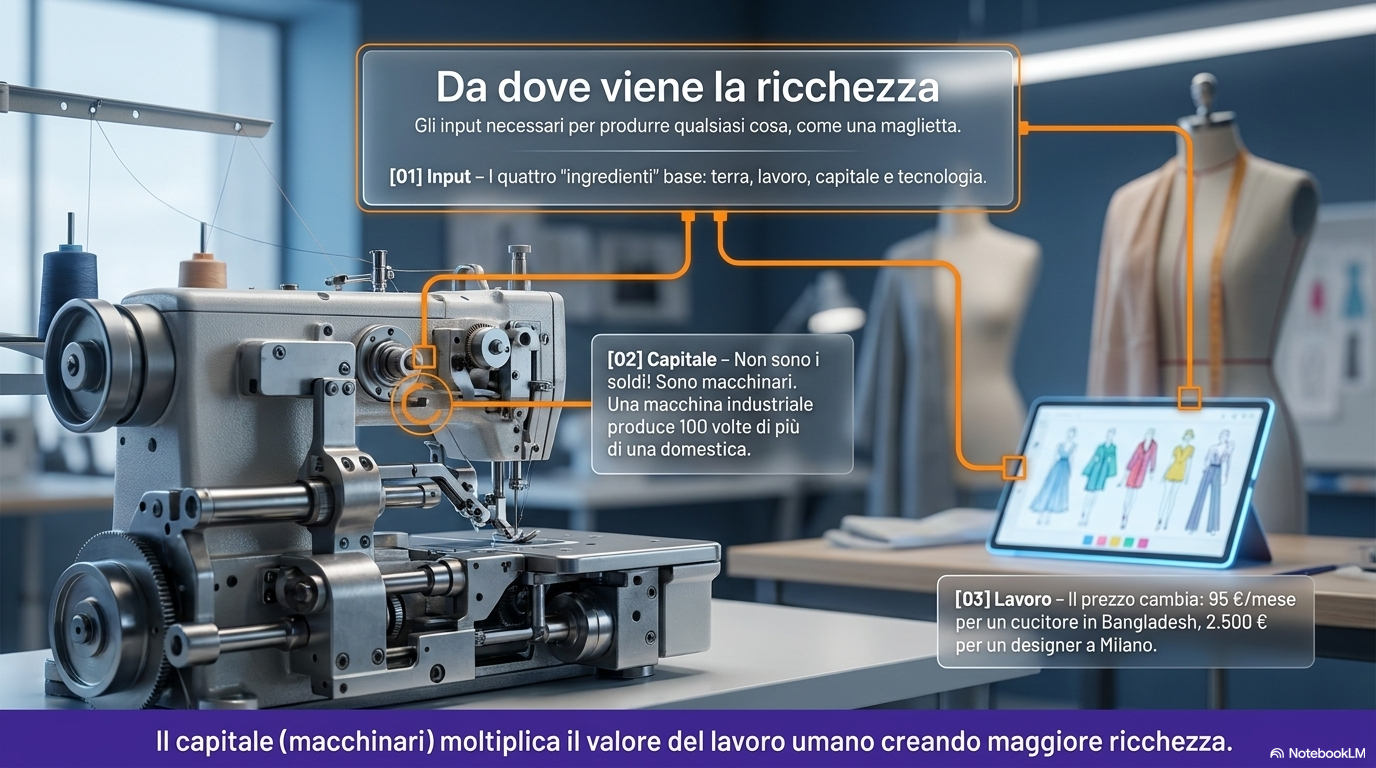 Da dove viene la ricchezza
Gli input necessari per produrre qualsiasi cosa, come una maglietta.
[01] Input – I quattro "ingredienti" base: terra, lavoro, capitale e tecnologia.
[02] Capitale – Non sono i
soldi! Sono macchinari.
Una macchina industriale
produce 100 volte di più
di una domestica.
[03] Lavoro – Il prezzo cambia: 95 €/mese
per un cucitore in Bangladesh, 2.500 €
per un designer a Milano.
Il capitale (macchinari) moltiplica il valore del lavoro umano creando maggiore ricchezza.
NotebookLM